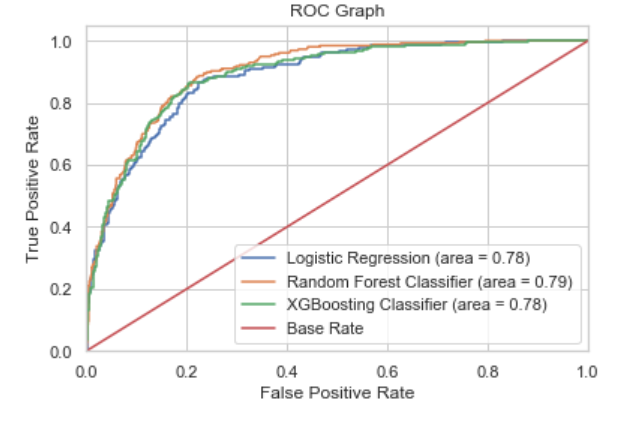 ROC Graph
1.0
0.8
0.6
0.4
0.2
0.0
True Positive Rate
Logistic Regression (area = 0.78)
Random Forest Classifier (area = 0.79)
XGBoosting Classifier (area = 0.78)
Base Rate
0.0 0.2 0.4 0.6 0.8 1.0
False Positive Rate